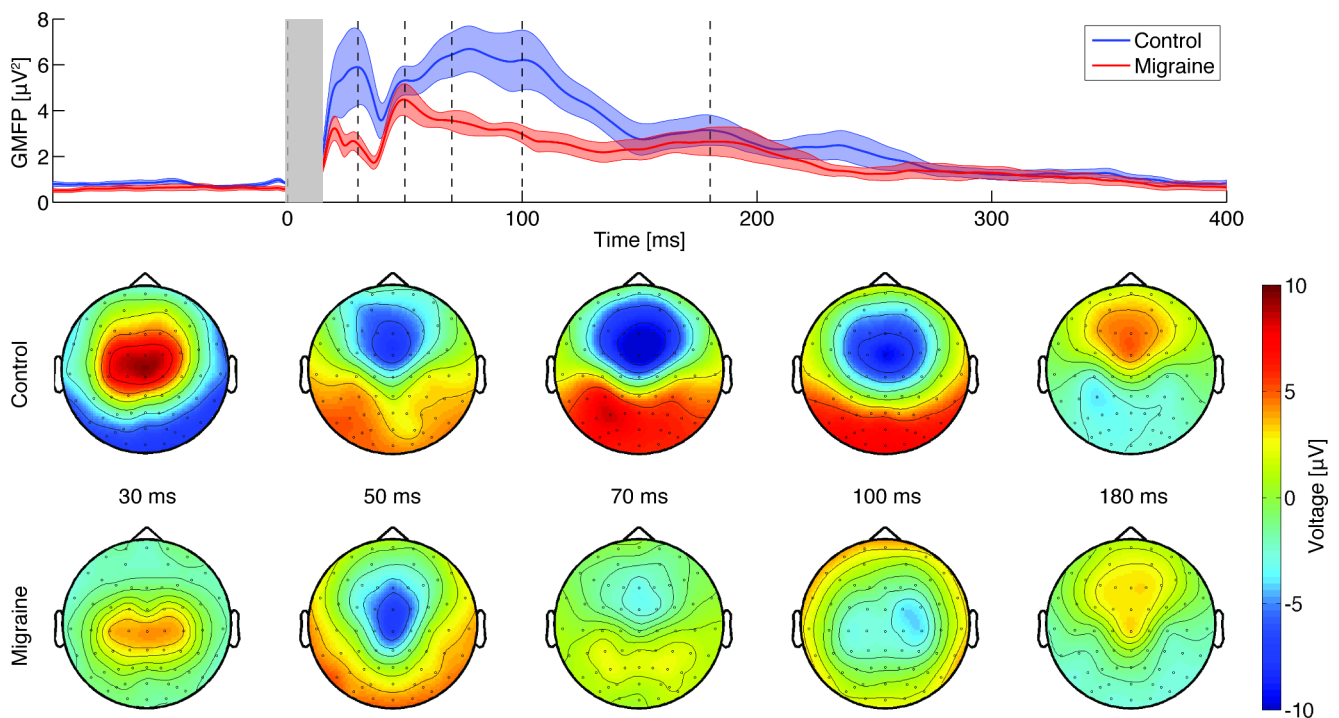 8
6
4
2
0
GMFP [µV²]
Control
Migraine
0
100
200
300
400
Time [ms]
Control
30 ms
50 ms
70 ms
100 ms
180 ms
Migraine
10
5
0
-5
-10
Voltage [µV]